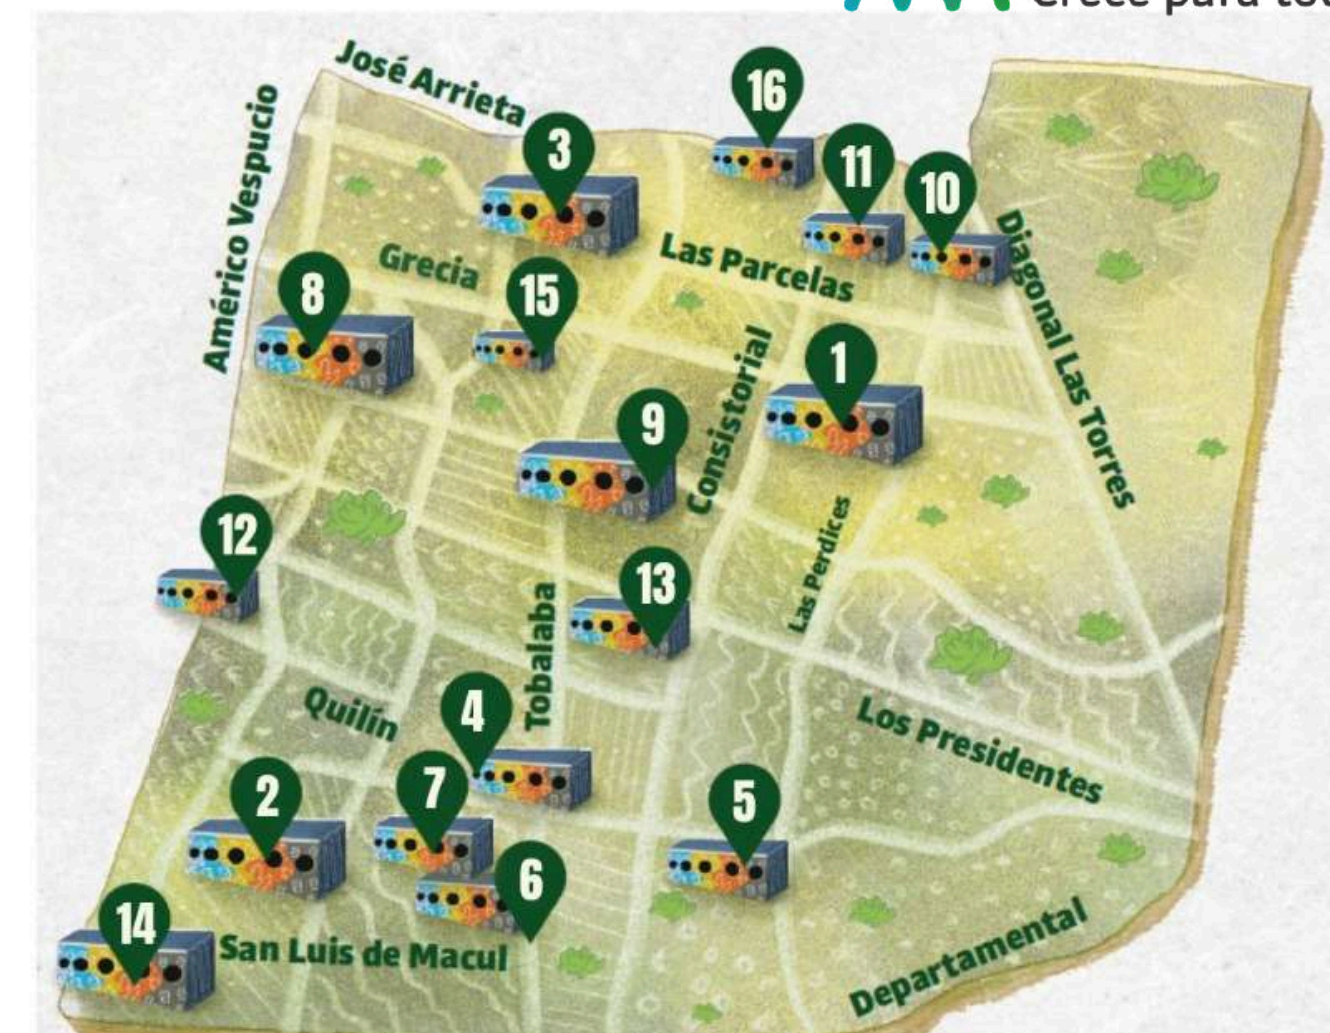 Crece para
José Arrieta
Américo Vespucio
16
3
11
10
Grecia
Las Parcelas
Diagonal Las Torres
8
15
Consistorial
1
9
Las Perdices
12
13
Tobalaba
Quilín
4
Los Presidentes
2
7
5
6
14
San Luis de Macul
Departamental